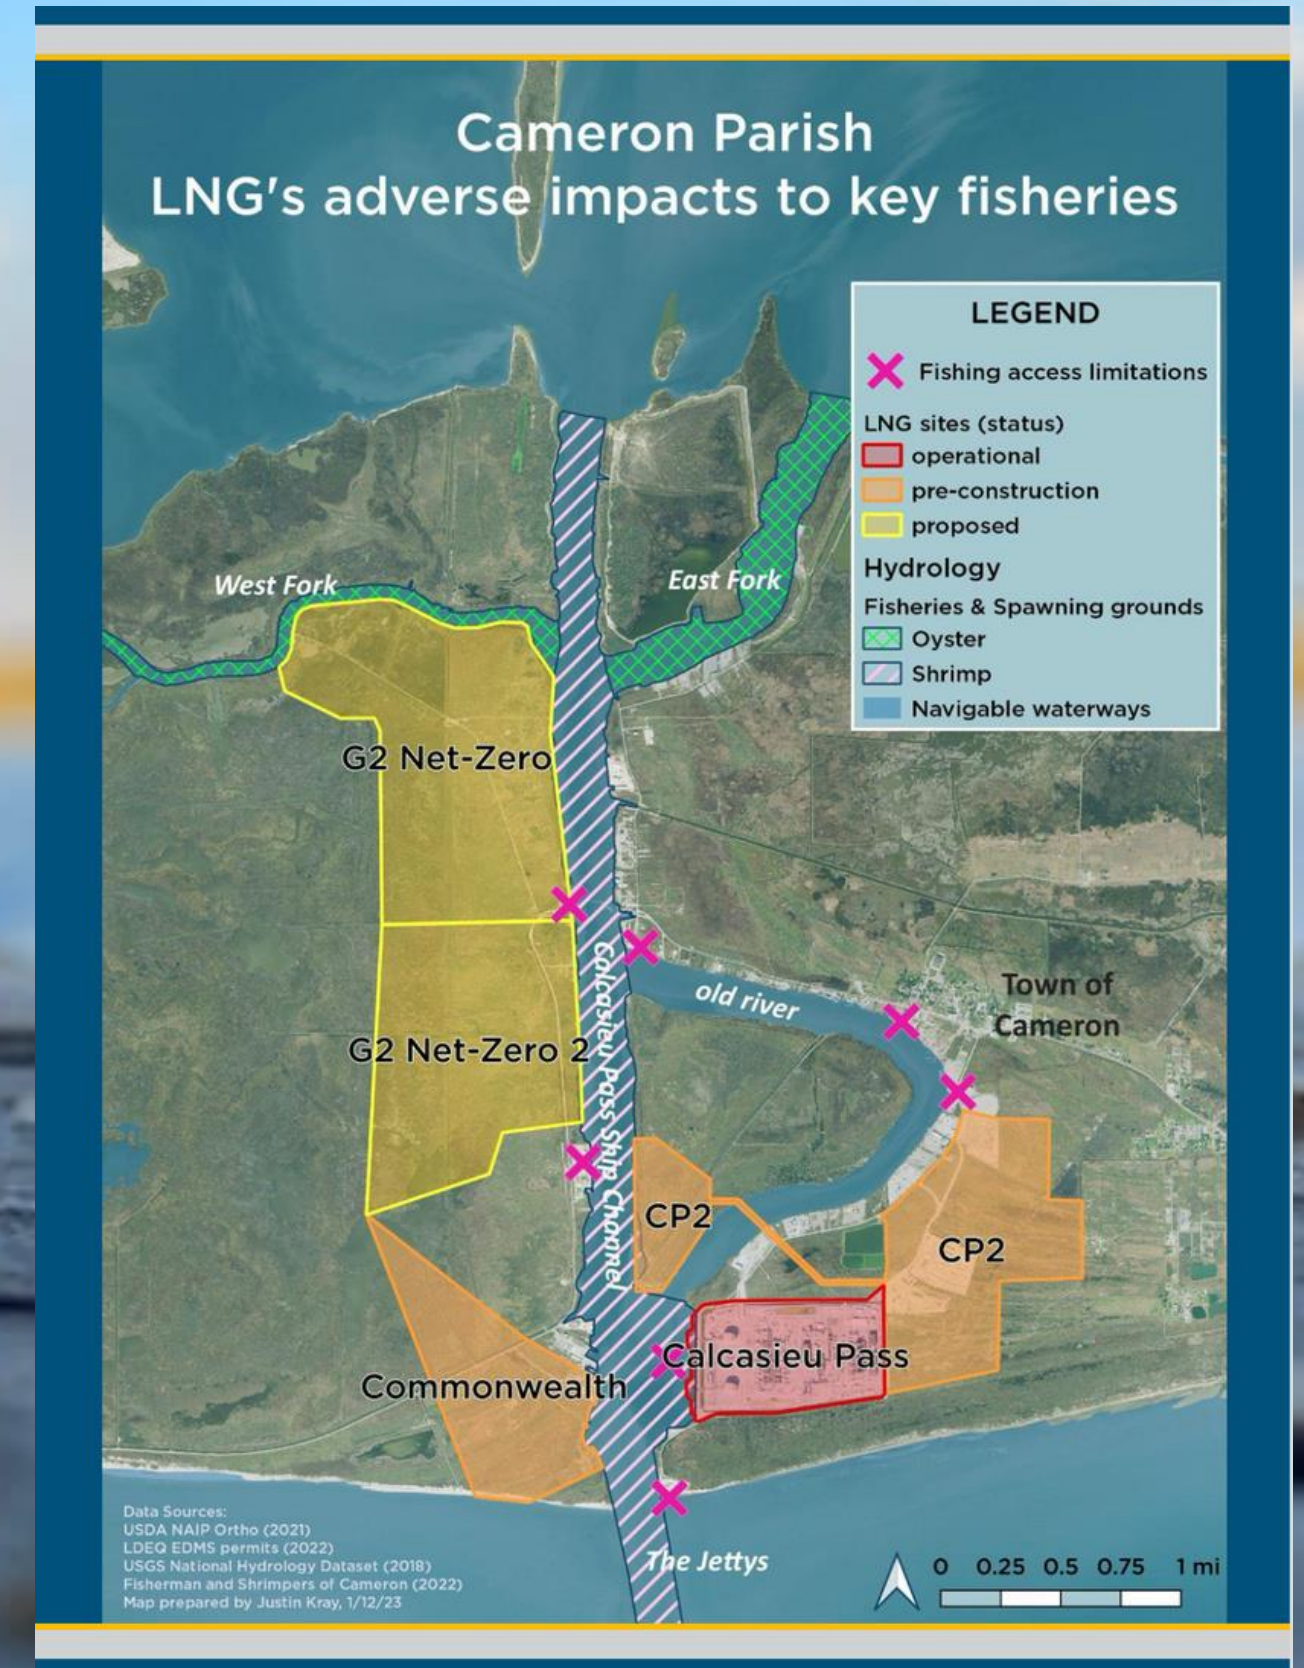 Cameron Parish
LNG's adverse impacts to key fisheries
LEGEND
Fishing access limitations
LNG sites (status)
operational
pre-construction
proposed
Hydrology
Fisheries & Spawning grounds
Oyster
Shrimp
Navigable waterways
West Fork
East Fork
G2 Net-Zero
Calcasieu Pass Ship Channel
old river
Town of
Cameron
G2 Net-Zero 2
CP2
CP2
Calcasieu Pass
Commonwealth
The Jettys
Data Sources:
USDA NAIP Ortho (2021)
LDEQ EDMS permits (2022)
USGS National Hydrology Dataset (2018)
Fisherman and Shrimpers of Cameron (2022)
Map prepared by Justin Kray, 1/12/23
0 0.25 0.5 0.75 1 mi